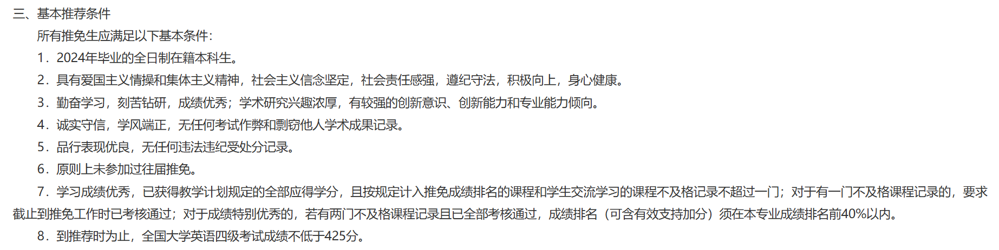 三、基本推荐条件
所有推免生应满足以下基本条件：
1．2024年毕业的全日制在籍本科生。
2．具有爱国主义情操和集体主义精神，社会主义信念坚定，社会责任感强，遵纪守法，积极向上，身心健康。
3．勤奋学习，刻苦钻研，成绩优秀；学术研究兴趣浓厚，有较强的创新意识、创新能力和专业能力倾向。
4．诚实守信，学风端正，无任何考试作弊和剽窃他人学术成果记录。
5．品行表现优良，无任何违法违纪受处分记录。
6．原则上未参加过往届推免。
7．学习成绩优秀，已获得教学计划规定的全部应得学分，且按规定计入推免成绩排名的课程和学生交流学习的课程不及格记录不超过一门；对于有一门不及格课程记录的，要求
截止到推免工作时已考核通过；对于成绩特别优秀的，若有两门不及格课程记录且已全部考核通过，成绩排名（可含有效支持加分）须在本专业成绩排名前40%以内。
8．到推荐时为止，全国大学英语四级考试成绩不低于425分。